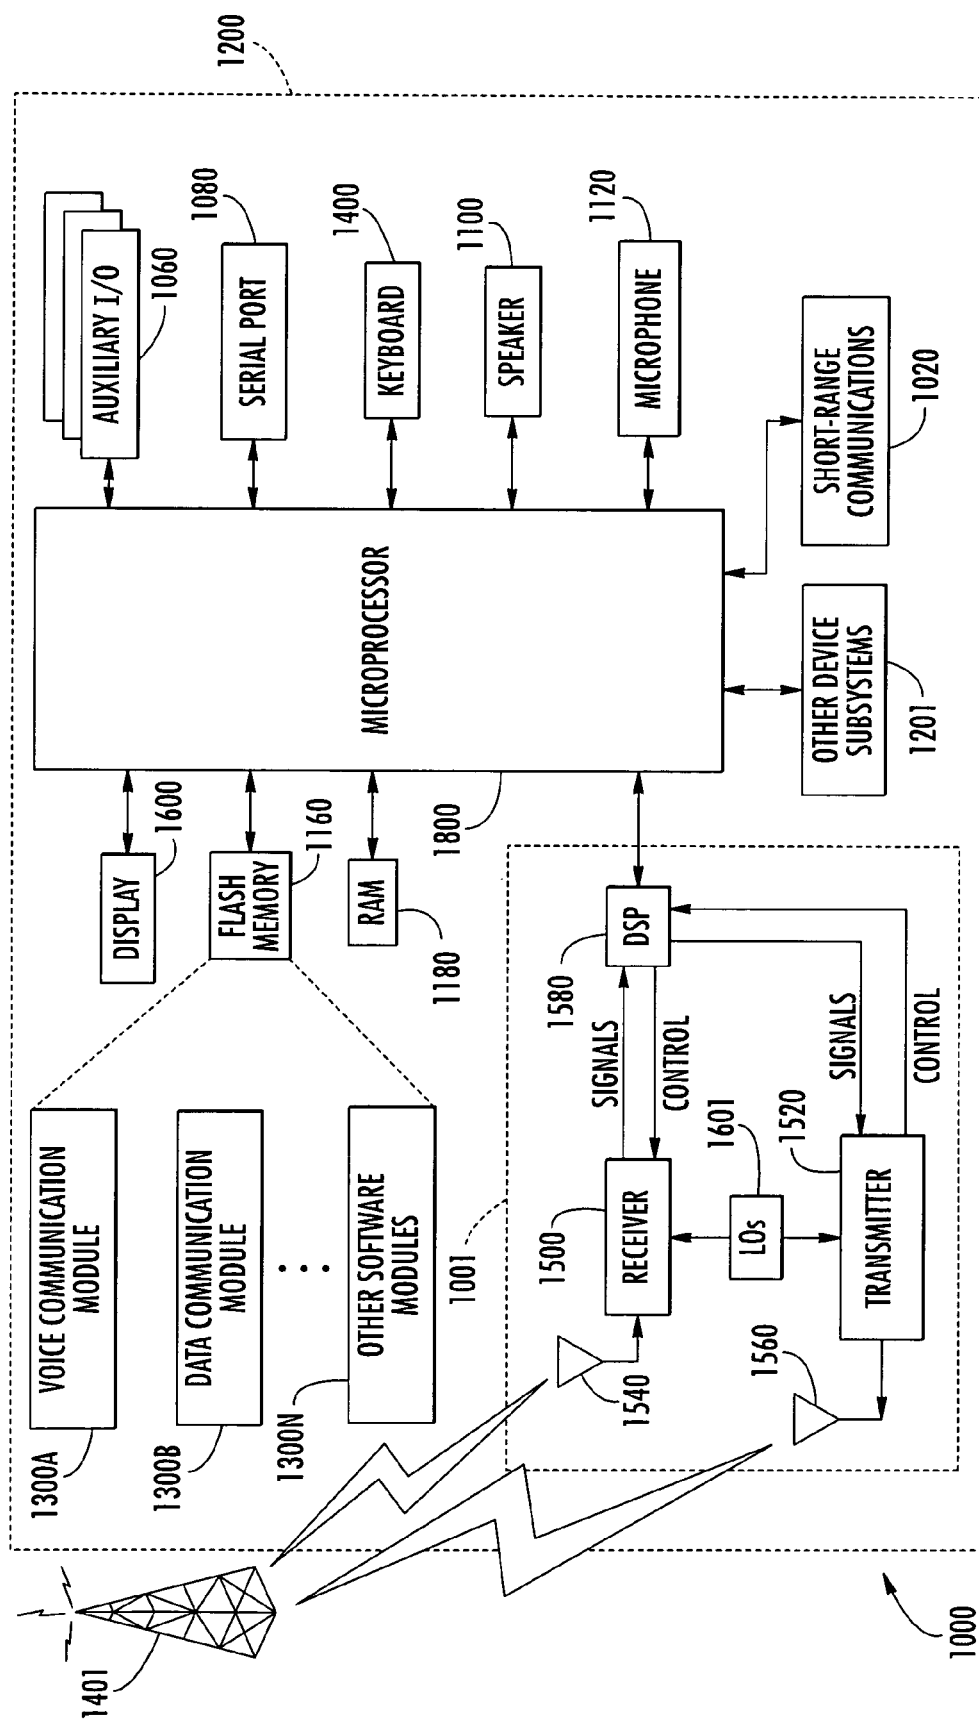 1200
AUXILIARY I/O
1060
SERIAL PORT
1080
KEYBOARD
1400
SPEAKER
1100
MICROPHONE
1120
SHORT-RANGE
COMMUNICATIONS
1020
OTHER DEVICE
SUBSYSTEMS
1201
MICROPROCESSOR
1800
DISPLAY
1600
FLASH
MEMORY
1160
RAM
1180
VOICE COMMUNICATION
MODULE
1300A
DATA COMMUNICATION
MODULE
1300B
OTHER SOFTWARE
MODULES
1300N
1001
DSP
1580
SIGNALS
CONTROL
SIGNALS
CONTROL
RECEIVER
1500
LOs
1601
TRANSMITTER
1520
1540
1560
1401
1000